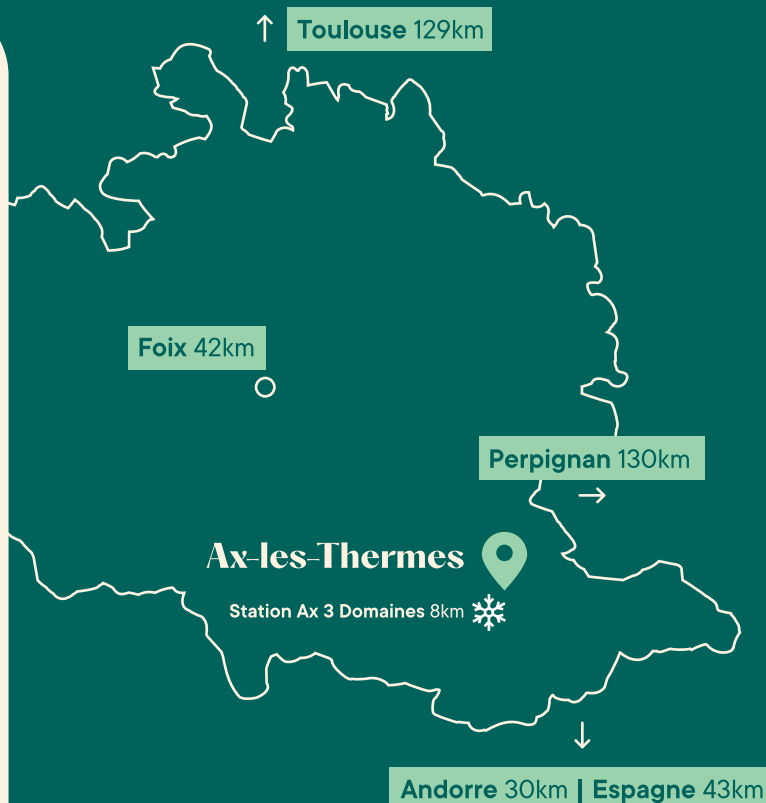 Toulouse 129km
Foix 42km
Perpignan 130km
Ax-les-Thermes
Station Ax 3 Domaines 8km
Andorre 30km | Espagne 43km